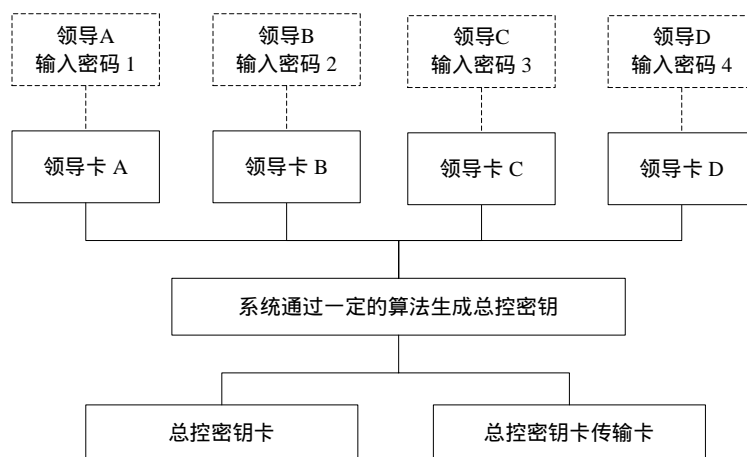 领导A
输入密码 1
领导B
输入密码 2
领导C
输入密码 3
领导D
输入密码 4
领导卡 A
领导卡 B
领导卡 C
领导卡 D
系统通过一定的算法生成总控密钥
总控密钥卡
总控密钥卡传输卡